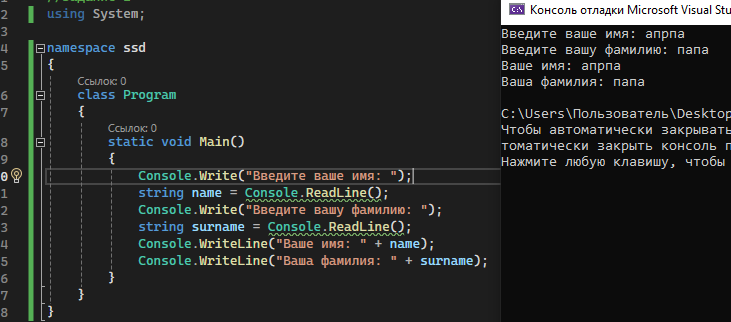 using System;
namespace ssd
{
Ссылок: 0
class Program
{
Ссылок: 0
static void Main()
{
Console.Write("Введите ваше имя: ");
string name = Console.ReadLine();
Console.Write("Введите вашу фамилию: ");
string surname = Console.ReadLine();
Console.WriteLine("Ваше имя: " + name);
Console.WriteLine("Ваша фамилия: " + surname);
}
}
}
Консоль отладки Microsoft Visual Stu
Введите ваше имя: апрпа
Введите вашу фамилию: папа
Ваше имя: апрпа
Ваша фамилия: папа
C:\Users\Пользователь\Desktop
Чтобы автоматически закрывать
томатически закрыть консоль п
Нажмите любую клавишу, чтобы